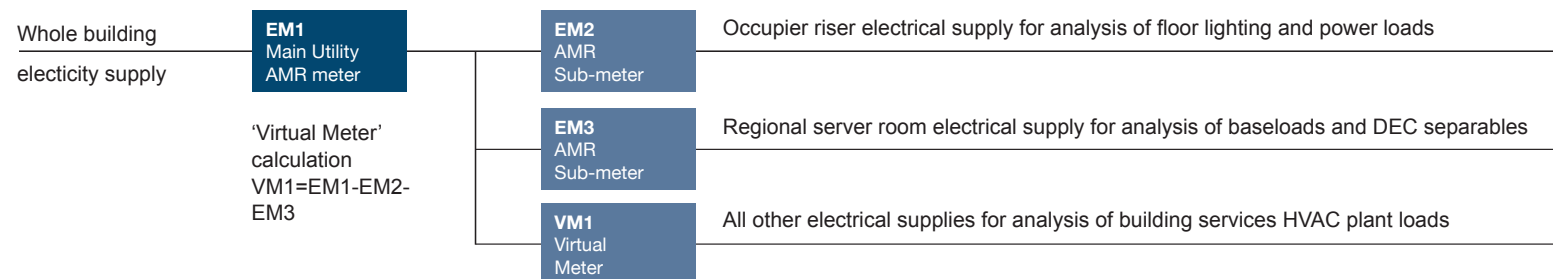 Whole building
electicity supply
EM1
Main Utility
AMR meter
'Virtual Meter'
calculation
VM1=EM1-EM2-
EM3
EM2
AMR
Sub-meter
Occupier riser electrical supply for analysis of floor lighting and power loads
EM3
AMR
Sub-meter
Regional server room electrical supply for analysis of baseloads and DEC separables
VM1
Virtual
Meter
All other electrical supplies for analysis of building services HVAC plant loads